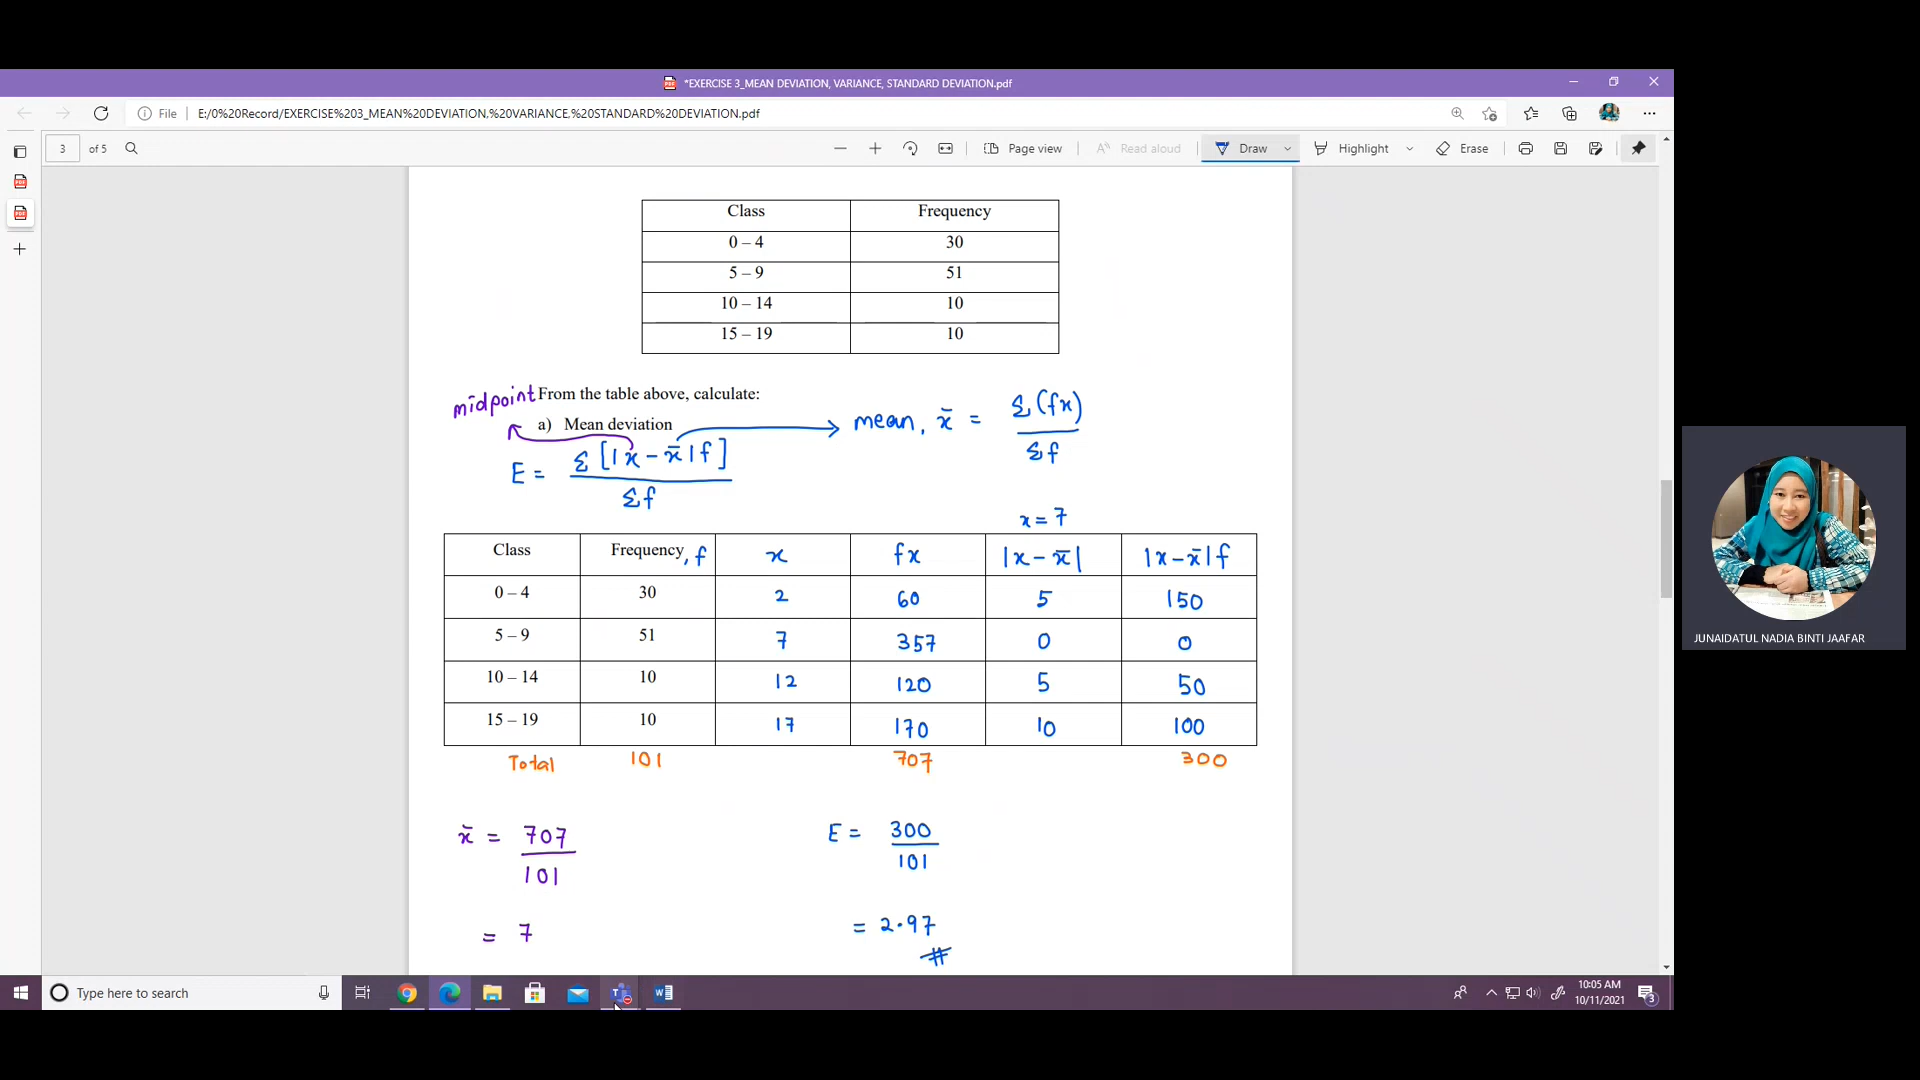 *EXERCISE 3_MEAN DEVIATION, VARIANCE, STANDARD DEVIATION.pdf
File E:/0%20Record/EXERCISE%203_MEAN%20DEVIATION,%20VARIANCE,%20STANDARD%20DEVIATION.pdf
3 of 5 Page view Read aloud Draw Highlight Erase
Class Frequency
0 – 4 30
5 – 9 51
10 – 14 10
15 – 19 10
midpoint From the table above, calculate:
a) Mean deviation
mean, x̄ = Σ(fx) / Σf
E = Σ[|x – x̄|f] / Σf
x = 7
Class Frequency, f x fx |x – x̄| |x – x̄|f
0 – 4 30 2 60 5 150
5 – 9 51 7 357 0 0
10 – 14 10 12 120 5 50
15 – 19 10 17 170 10 100
Total 101 707 300
x̄ = 707 / 101
E = 300 / 101
= 7
= 2.97
JUNAIDATUL NADIA BINTI JAAFAR
Type here to search
10:05 AM
10/11/2021
3